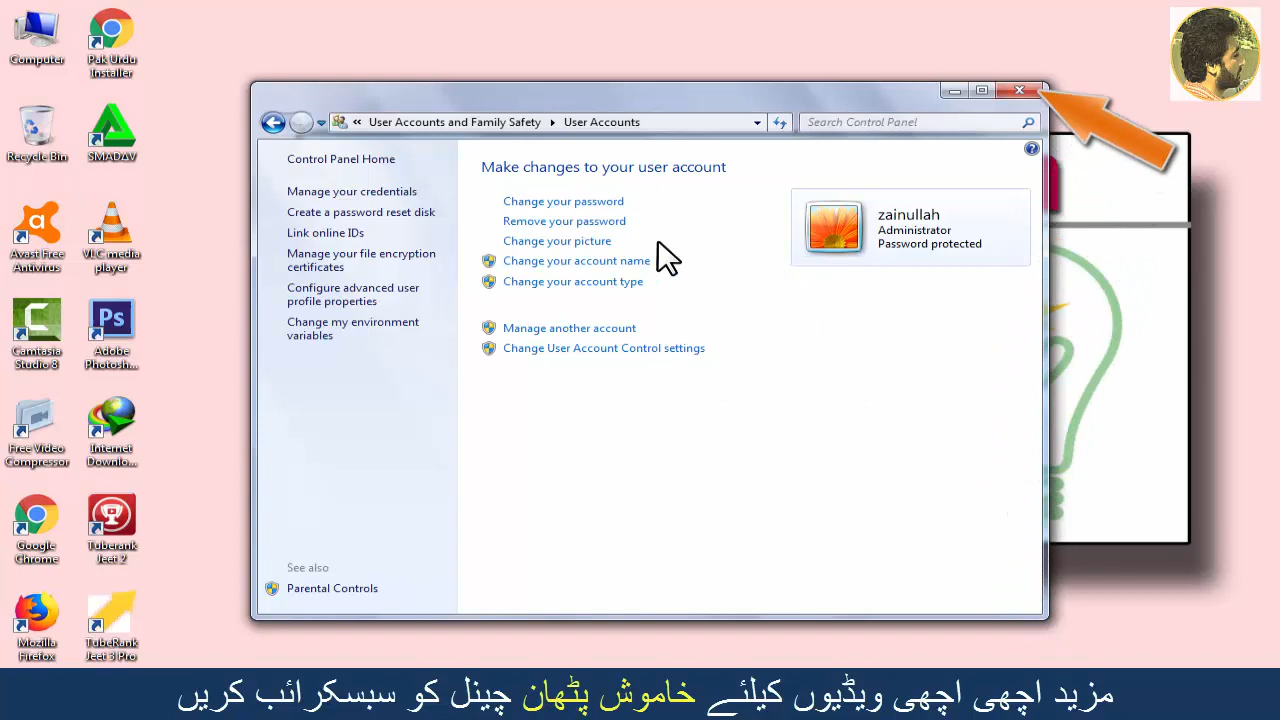 Computer
Pak Urdu
Installer
Recycle Bin
SMADAV
Avast Free
Antivirus
VLC media
player
Camtasia
Studio 8
Adobe
Photosh...
Free Video
Compressor
Internet
Downlo...
Google
Chrome
Tuberank
Jeet 2
Mozilla
Firefox
TubeRank
Jeet 3 Pro
User Accounts and Family Safety
User Accounts
Search Control Panel
Control Panel Home
Manage your credentials
Create a password reset disk
Link online IDs
Manage your file encryption
certificates
Configure advanced user
profile properties
Change my environment
variables
See also
Parental Controls
Make changes to your user account
Change your password
Remove your password
Change your picture
Change your account name
Change your account type
Manage another account
Change User Account Control settings
zainullah
Administrator
Password protected
Ps
مزید اچھی اچھی ویڈیوں کیلئے خاموش پٹھان چینل کو سبسکرائب کریں